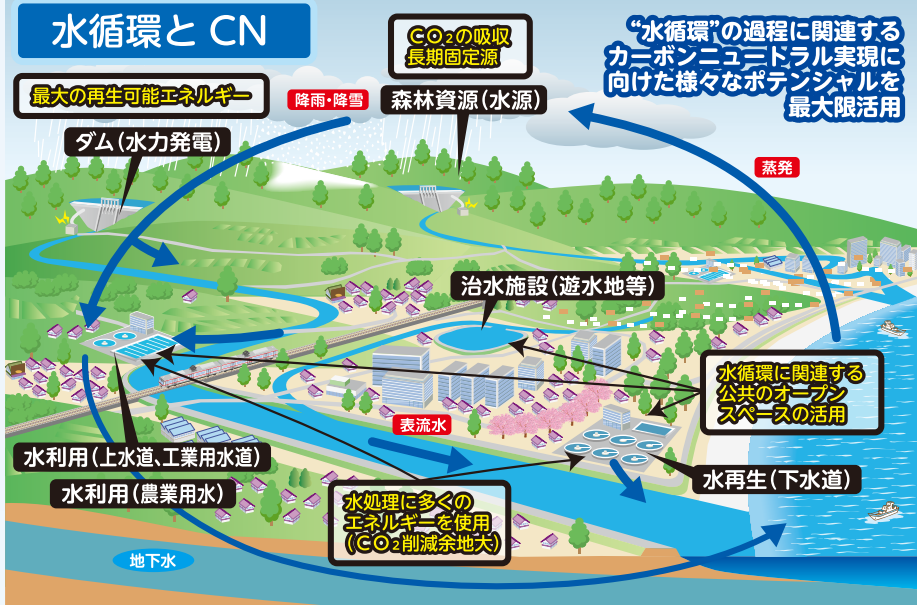 水循環と CN
CO₂の吸収
長期固定源
“水循環”の過程に関連する
カーボンニュートラル実現に
向けた様々なポテンシャルを
最大限活用
最大の再生可能エネルギー
降雨・降雪
森林資源（水源）
ダム（水力発電）
蒸発
治水施設（遊水地等）
水循環に関連する
公共のオープン
スペースの活用
表流水
水利用（上水道、工業用水道）
水再生（下水道）
水利用（農業用水）
水処理に多くの
エネルギーを使用
（CO₂削減余地大）
地下水